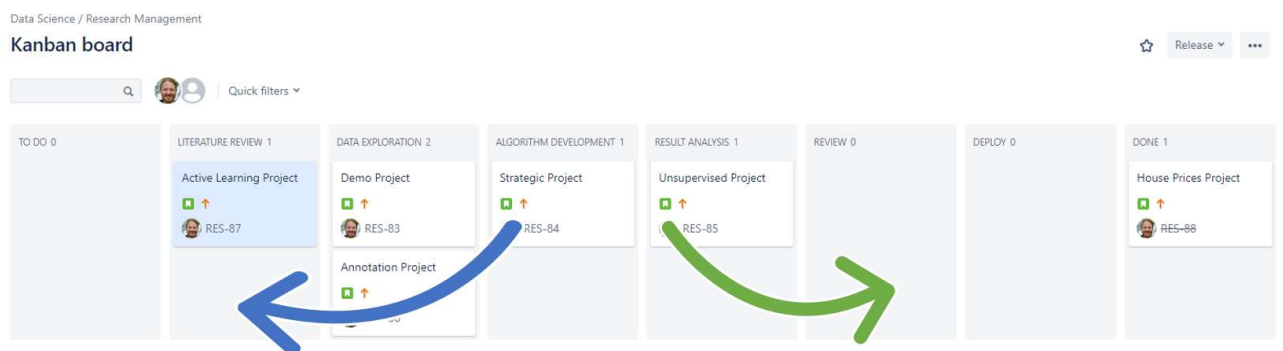 Data Science / Research Management
Kanban board
Release
Quick filters
TO DO 0
LITERATURE REVIEW 1
DATA EXPLORATION 2
ALGORITHM DEVELOPMENT 1
RESULT ANALYSIS 1
REVIEW 0
DEPLOY 0
DONE 1
Active Learning Project
RES-87
Demo Project
RES-83
Annotation Project
Strategic Project
RES-84
Unsupervised Project
RES-85
House Prices Project
RES-88